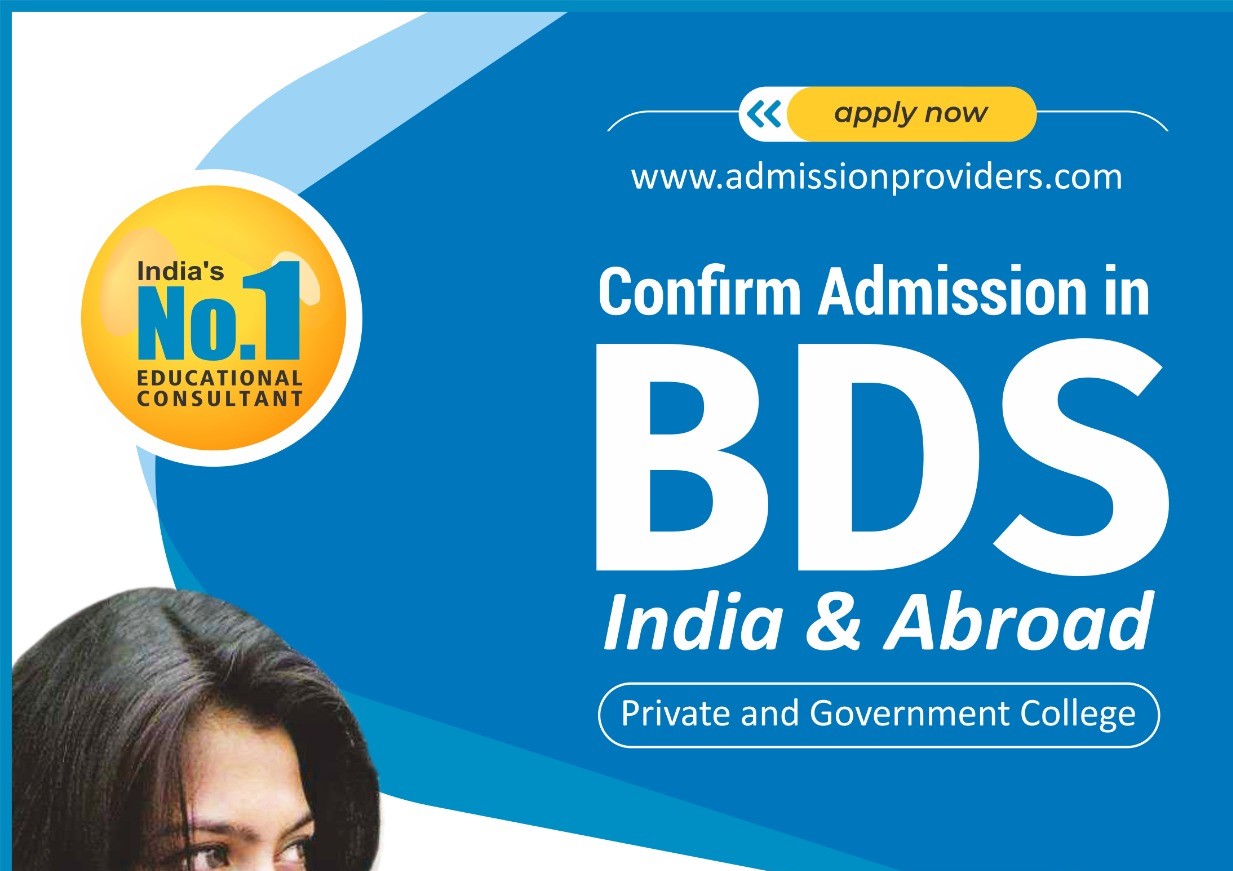 apply now
www.admissionproviders.com
India's
No.1
EDUCATIONAL
CONSULTANT
Confirm Admission in
BDS
India & Abroad
Private and Government College